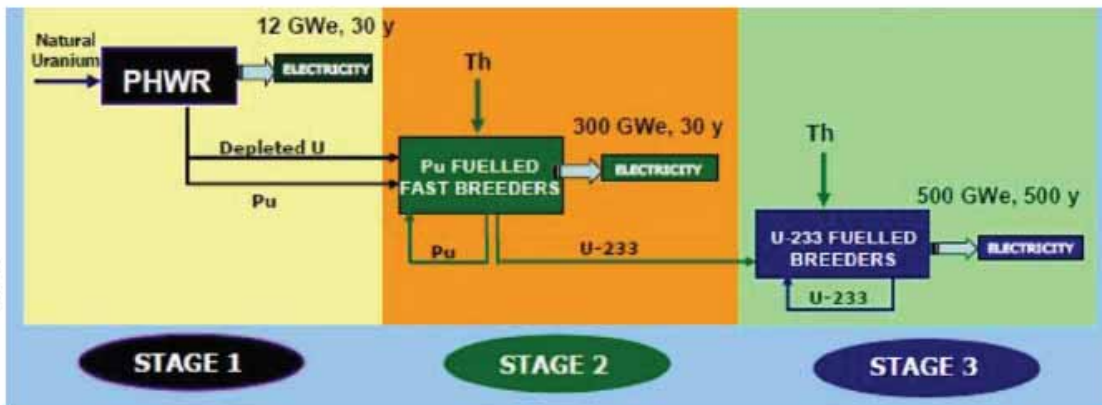 Natural
Uranium
PHWR
12 GWe, 30 y
ELECTRICITY
Depleted U
Pu
Th
Pu FUELLED
FAST BREEDERS
300 GWe, 30 y
ELECTRICITY
Pu
U-233
Th
U-233 FUELLED
BREEDERS
500 GWe, 500 y
ELECTRICITY
U-233
STAGE 1
STAGE 2
STAGE 3